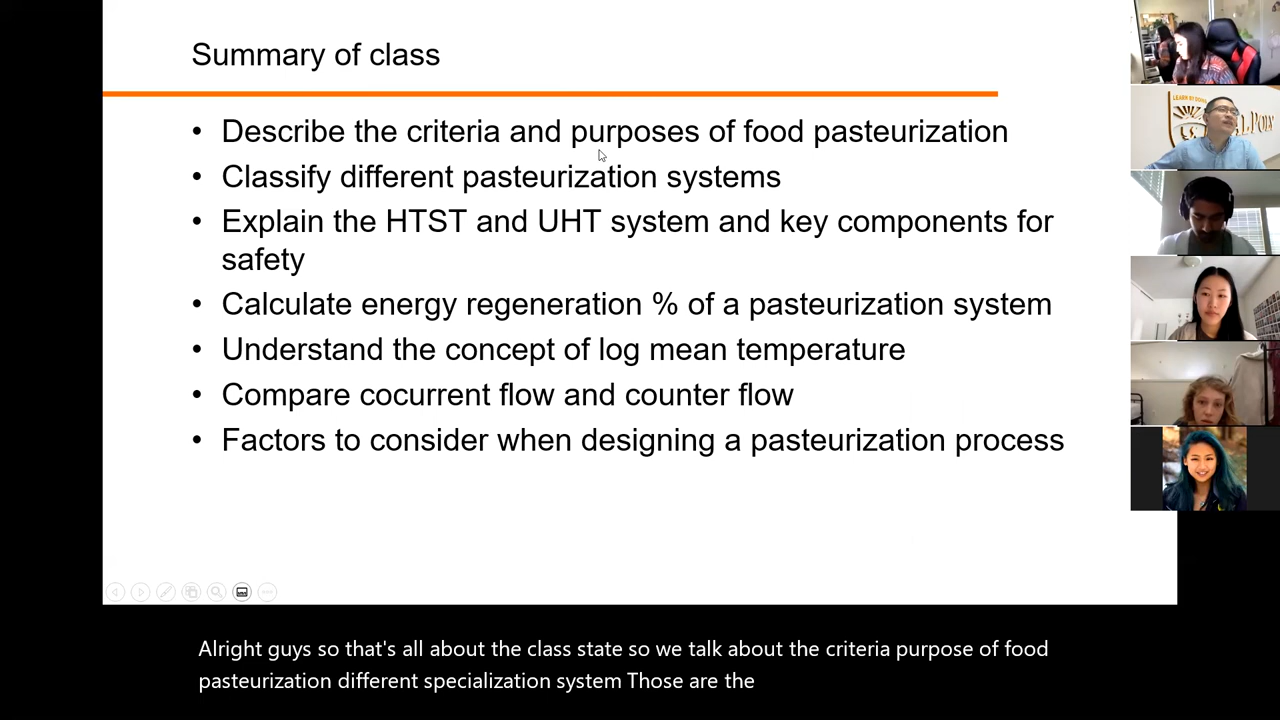 Summary of class
• Describe the criteria and purposes of food pasteurization
• Classify different pasteurization systems
• Explain the HTST and UHT system and key components for
safety
• Calculate energy regeneration % of a pasteurization system
• Understand the concept of log mean temperature
• Compare cocurrent flow and counter flow
• Factors to consider when designing a pasteurization process
LEARN BY DOING
Alright guys so that's all about the class state so we talk about the criteria purpose of food
pasteurization different specialization system Those are the